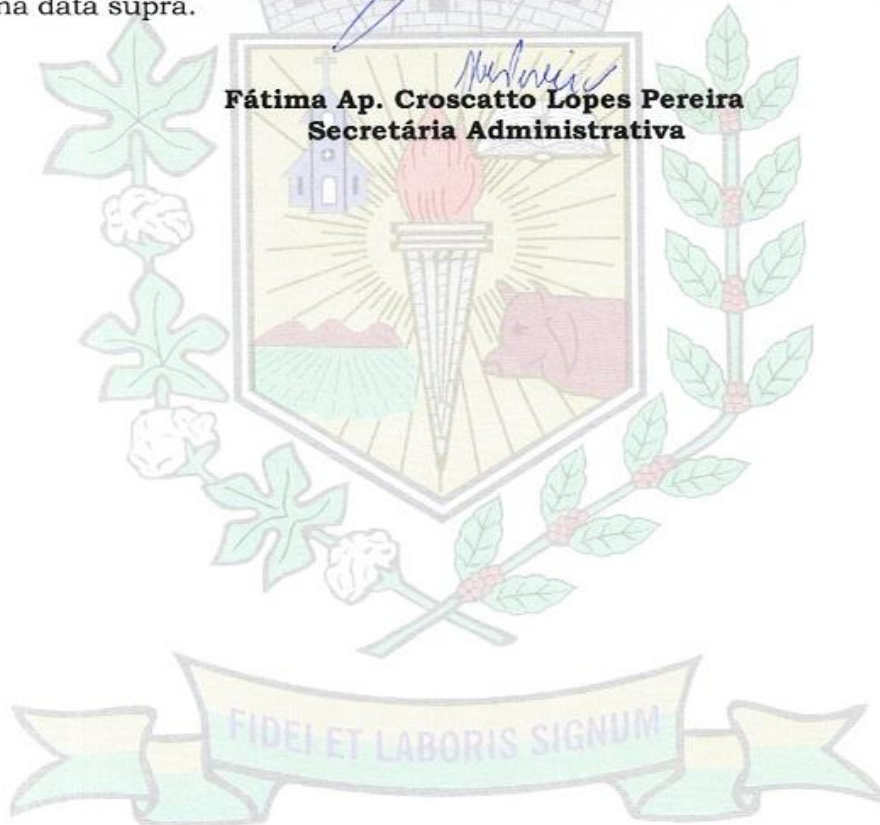 na data supra.
Fátima Ap. Croscatto Lopes Pereira
Secretária Administrativa
FIDEI ET LABORIS SIGNUM